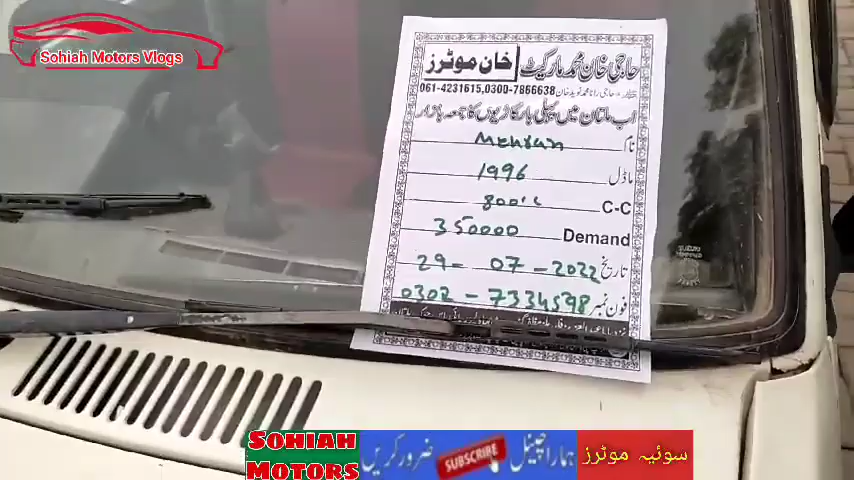 Sohiah Motors Vlogs
حاجی خان محمد مارکیٹ خان موٹرز
061-4231615,0300-7866638
اب ملتان میں پہلی بار کاروں کا جمعہ بازار
نام Mehran
ماڈل 1996
800cc C-C
350000 Demand
تاریخ 29-07-2022
فون نمبر 0302-7334598
SUZUKI
SOHIAH MOTORS
ضرور کریں SUBSCRIBE ہمارا چینل
سوئیہ موٹرز